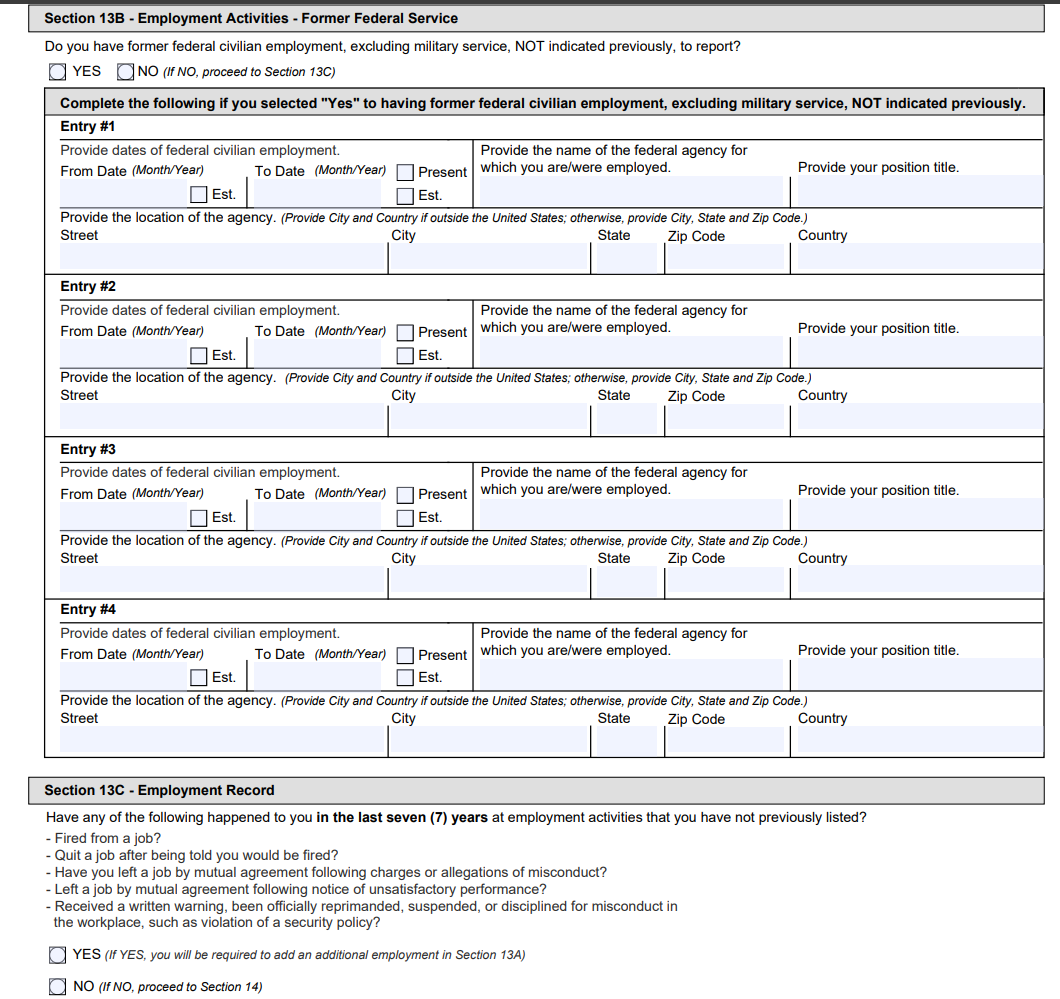 Section 13B - Employment Activities - Former Federal Service
Do you have former federal civilian employment, excluding military service, NOT indicated previously, to report?
YES NO (If NO, proceed to Section 13C)
Complete the following if you selected "Yes" to having former federal civilian employment, excluding military service, NOT indicated previously.
Entry #1
Provide dates of federal civilian employment.
From Date (Month/Year) To Date (Month/Year) Present
Est. Est.
Provide the name of the federal agency for
which you are/were employed.
Provide your position title.
Provide the location of the agency. (Provide City and Country if outside the United States; otherwise, provide City, State and Zip Code.)
Street City State Zip Code Country
Entry #2
Provide dates of federal civilian employment.
From Date (Month/Year) To Date (Month/Year) Present
Est. Est.
Provide the name of the federal agency for
which you are/were employed.
Provide your position title.
Provide the location of the agency. (Provide City and Country if outside the United States; otherwise, provide City, State and Zip Code.)
Street City State Zip Code Country
Entry #3
Provide dates of federal civilian employment.
From Date (Month/Year) To Date (Month/Year) Present
Est. Est.
Provide the name of the federal agency for
which you are/were employed.
Provide your position title.
Provide the location of the agency. (Provide City and Country if outside the United States; otherwise, provide City, State and Zip Code.)
Street City State Zip Code Country
Entry #4
Provide dates of federal civilian employment.
From Date (Month/Year) To Date (Month/Year) Present
Est. Est.
Provide the name of the federal agency for
which you are/were employed.
Provide your position title.
Provide the location of the agency. (Provide City and Country if outside the United States; otherwise, provide City, State and Zip Code.)
Street City State Zip Code Country
Section 13C - Employment Record
Have any of the following happened to you in the last seven (7) years at employment activities that you have not previously listed?
- Fired from a job?
- Quit a job after being told you would be fired?
- Have you left a job by mutual agreement following charges or allegations of misconduct?
- Left a job by mutual agreement following notice of unsatisfactory performance?
- Received a written warning, been officially reprimanded, suspended, or disciplined for misconduct in
the workplace, such as violation of a security policy?
YES (If YES, you will be required to add an additional employment in Section 13A)
NO (If NO, proceed to Section 14)